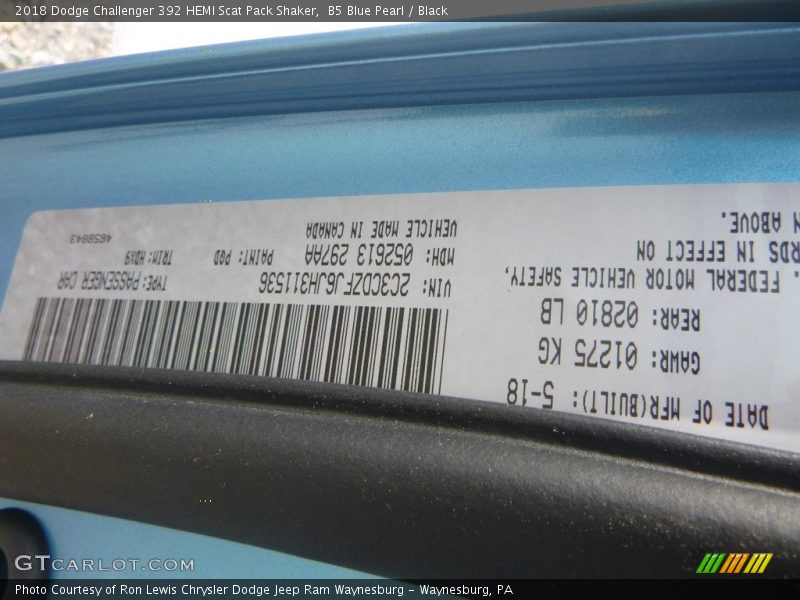 2018 Dodge Challenger 392 HEMI Scat Pack Shaker, B5 Blue Pearl / Black
DATE OF MFR(BUILT): 5-18
GAWR: 01275 KG
REAR: 02810 LB
. FEDERAL MOTOR VEHICLE SAFETY,
RDS IN EFFECT ON
N ABOVE.
VIN: 2C3CDZFJ6JH311536
TYPE: PASSENGER CAR
MDH: 052613 297AA
PAINT: PQD
TRIM: HDX9
VEHICLE MADE IN CANADA
4658843
GTCARLOT.COM
Photo Courtesy of Ron Lewis Chrysler Dodge Jeep Ram Waynesburg – Waynesburg, PA